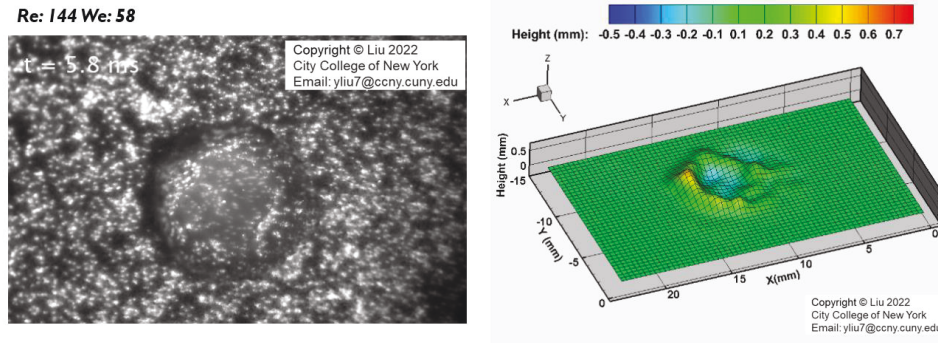 Re: 144 We: 58
t = 5.8 ms
Copyright © Liu 2022
City College of New York
Email: yliu7@ccny.cuny.edu
Height (mm): -0.5 -0.4 -0.3 -0.2 -0.1 0.1 0.2 0.3 0.4 0.5 0.6 0.7
Z
X
Y
Height (mm)
0.5
0
-15
-10
Y (mm)
-5
0
20
15
10
X(mm)
5
0
Copyright © Liu 2022
City College of New York
Email: yliu7@ccny.cuny.edu